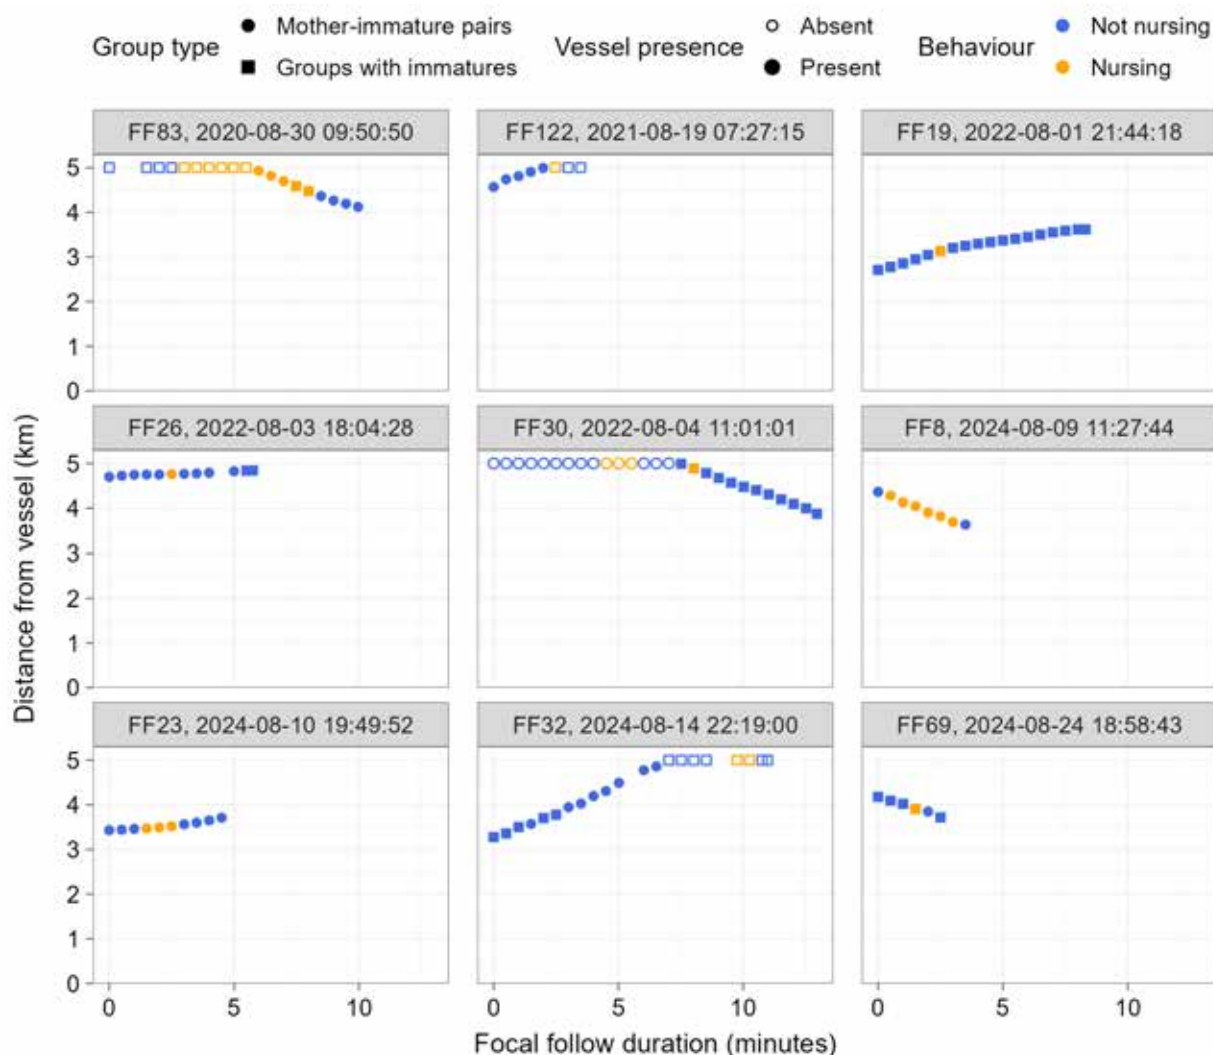 Group type
Mother-immature pairs
Groups with immatures
Vessel presence
Absent
Present
Behaviour
Not nursing
Nursing
FF83, 2020-08-30 09:50:50
FF122, 2021-08-19 07:27:15
FF19, 2022-08-01 21:44:18
5
4
3
2
1
0
FF26, 2022-08-03 18:04:28
FF30, 2022-08-04 11:01:01
FF8, 2024-08-09 11:27:44
5
4
3
2
1
0
FF23, 2024-08-10 19:49:52
FF32, 2024-08-14 22:19:00
FF69, 2024-08-24 18:58:43
5
4
3
2
1
0
0 5 10
0 5 10
0 5 10
Distance from vessel (km)
Focal follow duration (minutes)